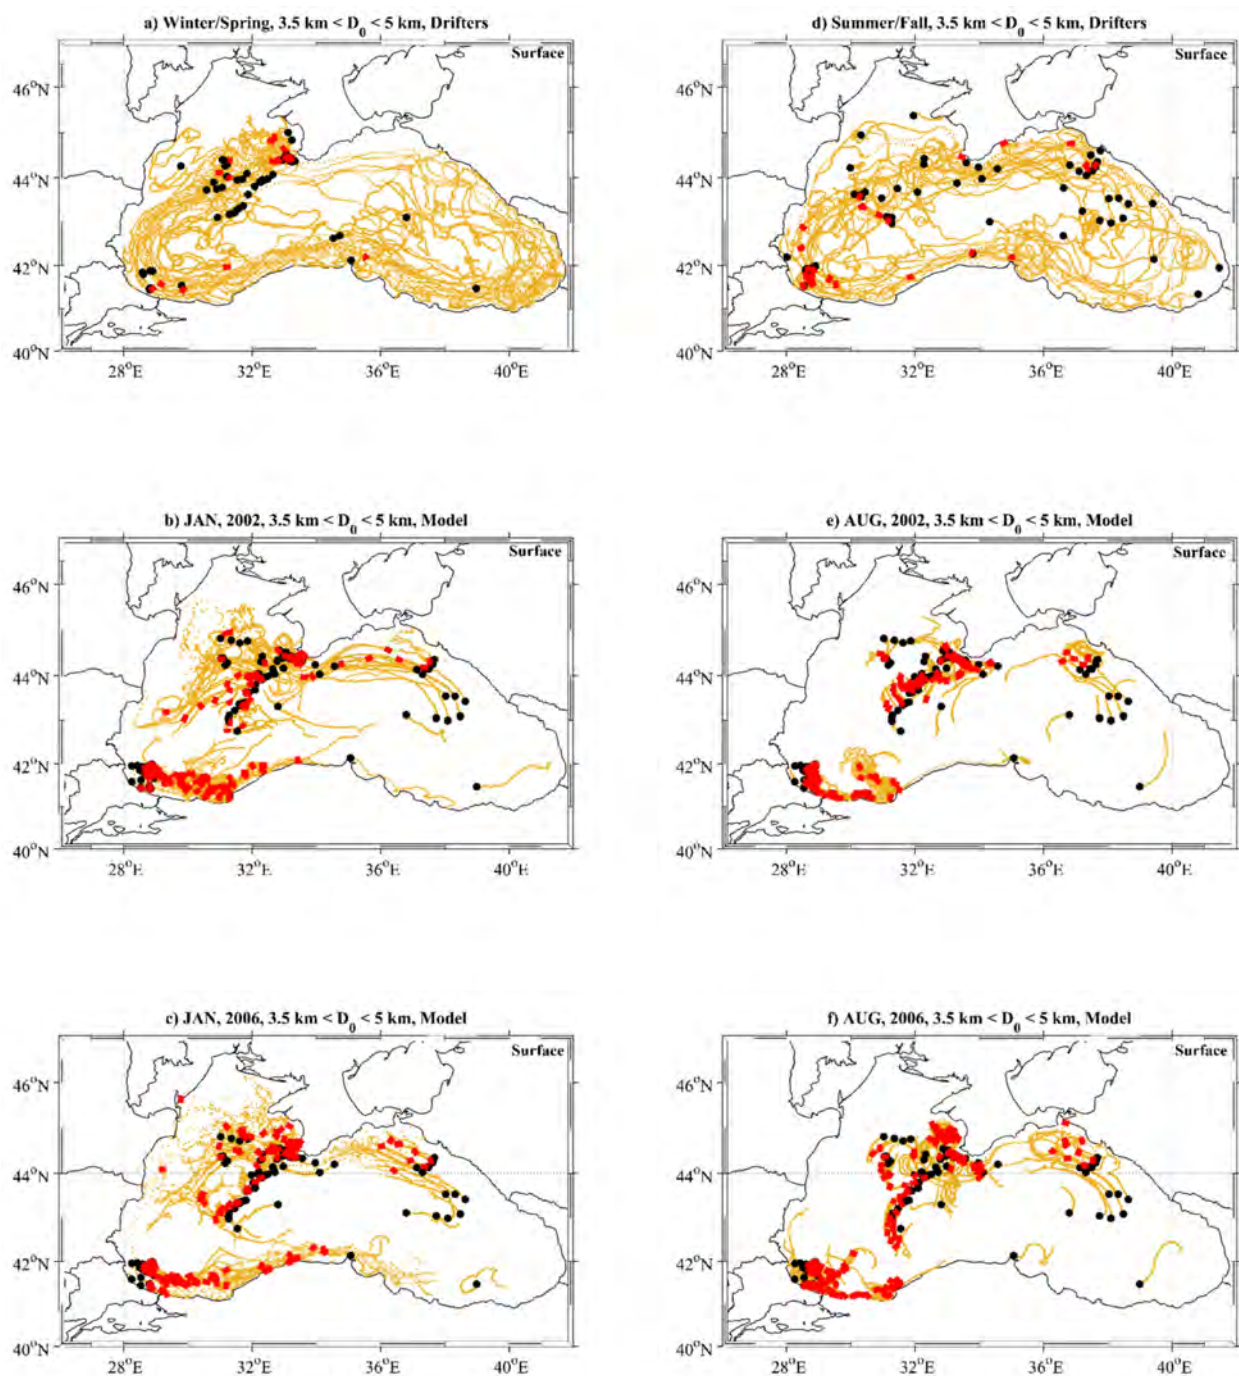 a) Winter/Spring, 3.5 km < D0 < 5 km, Drifters
Surface
46°N
44°N
42°N
40°N
28°E 32°E 36°E 40°E
d) Summer/Fall, 3.5 km < D0 < 5 km, Drifters
Surface
46°N
44°N
42°N
40°N
28°E 32°E 36°E 40°E
b) JAN, 2002, 3.5 km < D0 < 5 km, Model
Surface
46°N
44°N
42°N
40°N
28°E 32°E 36°E 40°E
e) AUG, 2002, 3.5 km < D0 < 5 km, Model
Surface
46°N
44°N
42°N
40°N
28°E 32°E 36°E 40°E
c) JAN, 2006, 3.5 km < D0 < 5 km, Model
Surface
46°N
44°N
42°N
40°N
28°E 32°E 36°E 40°E
f) AUG, 2006, 3.5 km < D0 < 5 km, Model
Surface
46°N
44°N
42°N
40°N
28°E 32°E 36°E 40°E